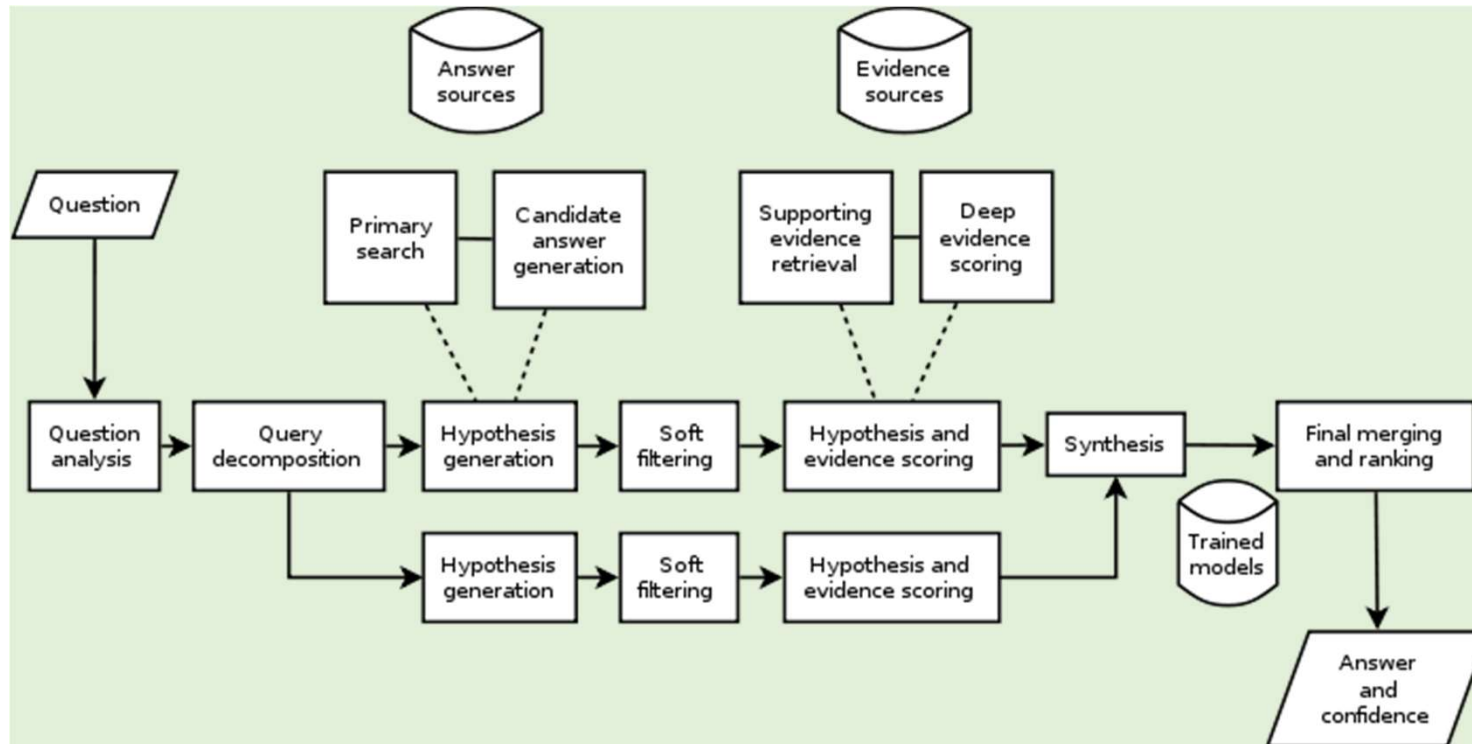 Answer
sources
Evidence
sources
Question
Primary
search
Candidate
answer
generation
Supporting
evidence
retrieval
Deep
evidence
scoring
Question
analysis
Query
decomposition
Hypothesis
generation
Soft
filtering
Hypothesis and
evidence scoring
Synthesis
Final merging
and ranking
Hypothesis
generation
Soft
filtering
Hypothesis and
evidence scoring
Trained
models
Answer
and
confidence